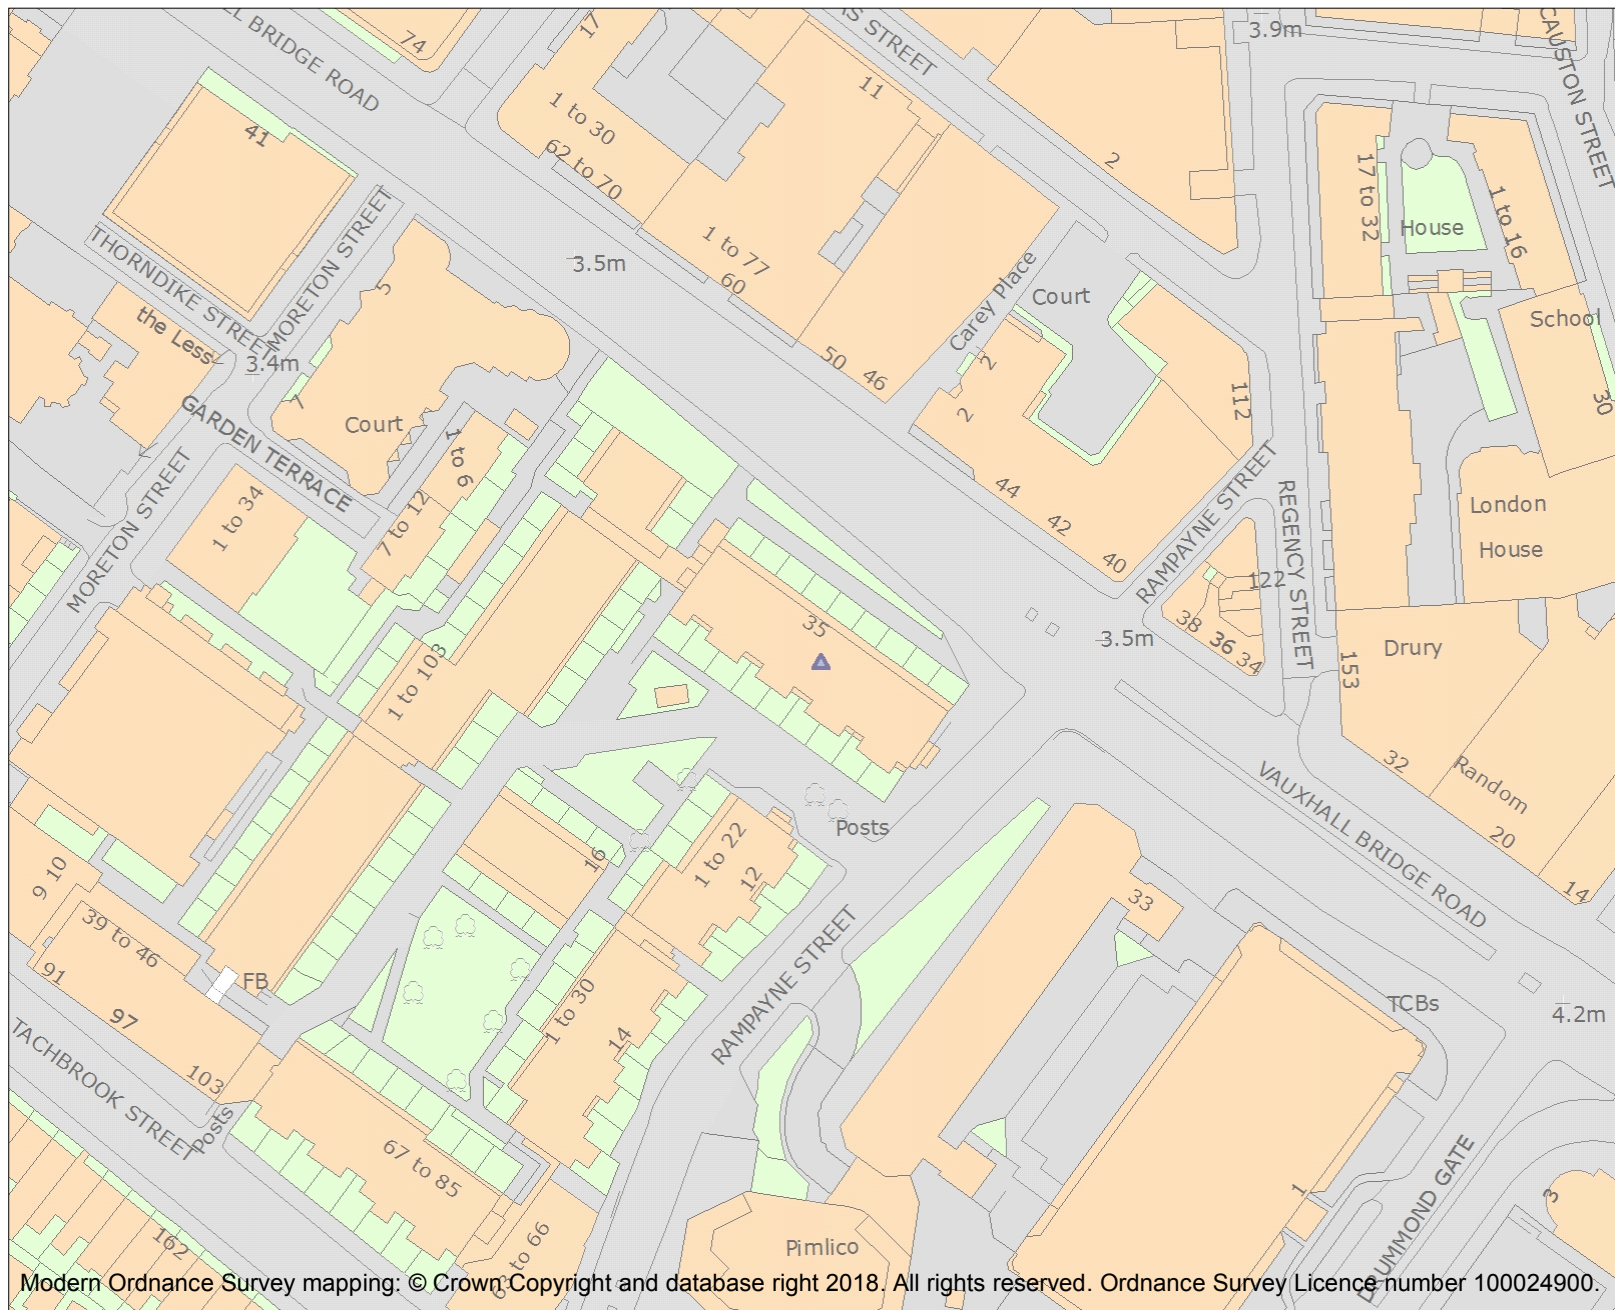 LL BRIDGE ROAD
74
17
AS STREET
3.9m
CAUSTON STREET
11
41
1 to 30
62 to 70
2
17 to 32
1 to 16
House
MORETON STREET
THORNDIKE STREET
5
3.5m
1 to 77
60
Carey Place
Court
School
the Less
3.4m
7
GARDEN TERRACE
Court
1 to 6
50
46
2
2
112
30
MORETON STREET
1 to 34
7 to 12
44
42
40
RAMPAYNE STREET
REGENCY STREET
London
House
122
38
36
34
3.5m
35
153
Drury
1 to 103
32
Random
20
14
VAUXHALL BRIDGE ROAD
Posts
16
1 to 22
12
9
10
39 to 46
91
97
103
FB
33
RAMPAYNE STREET
1 to 30
14
TCBs
4.2m
TACHBROOK STREET
Posts
67 to 85
63 to 66
162
Pimlico
1
DRUMMOND GATE
3
Modern Ordnance Survey mapping: © Crown Copyright and database right 2018. All rights reserved. Ordnance Survey Licence number 100024900.